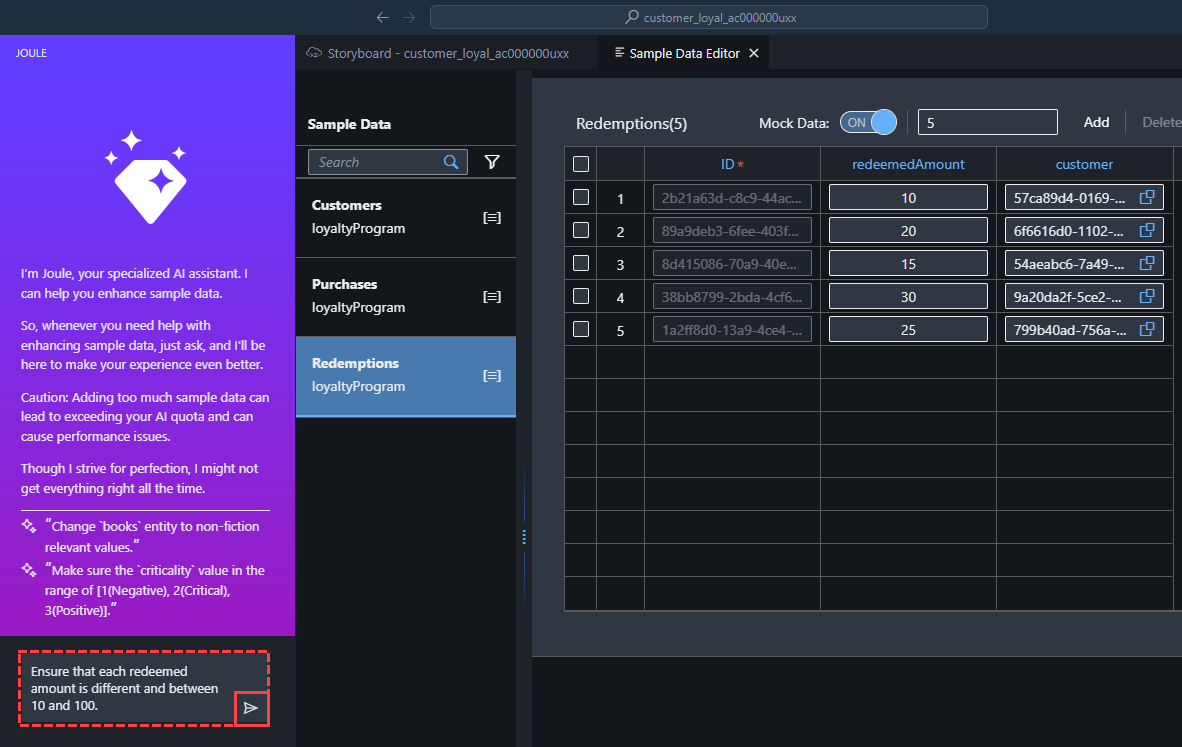 customer_loyal_ac000000uxx
JOULE
Storyboard - customer_loyal_ac000000uxx
Sample Data Editor
I'm Joule, your specialized AI assistant. I
can help you enhance sample data.
So, whenever you need help with
enhancing sample data, just ask, and I'll be
here to make your experience even better.
Caution: Adding too much sample data can
lead to exceeding your AI quota and can
cause performance issues.
Though I strive for perfection, I might not
get everything right all the time.
"Change `books` entity to non-fiction
relevant values."
"Make sure the `criticality` value in the
range of [1(Negative), 2(Critical),
3(Positive)]."
Ensure that each redeemed
amount is different and between
10 and 100.
Sample Data
Search
Customers
loyaltyProgram
Purchases
loyaltyProgram
Redemptions
loyaltyProgram
Redemptions(5) Mock Data: ON 5 Add Delete
ID* redeemedAmount customer
1 2b21a63d-c8c9-44ac... 10 57ca89d4-0169-...
2 89a9deb3-6fee-403f... 20 6f6616d0-1102-...
3 8d415086-70a9-40e... 15 54aeabc6-7a49-...
4 38bb8799-2bda-4cf6... 30 9a20da2f-5ce2-...
5 1a2ff8d0-13a9-4ce4-... 25 799b40ad-756a-...